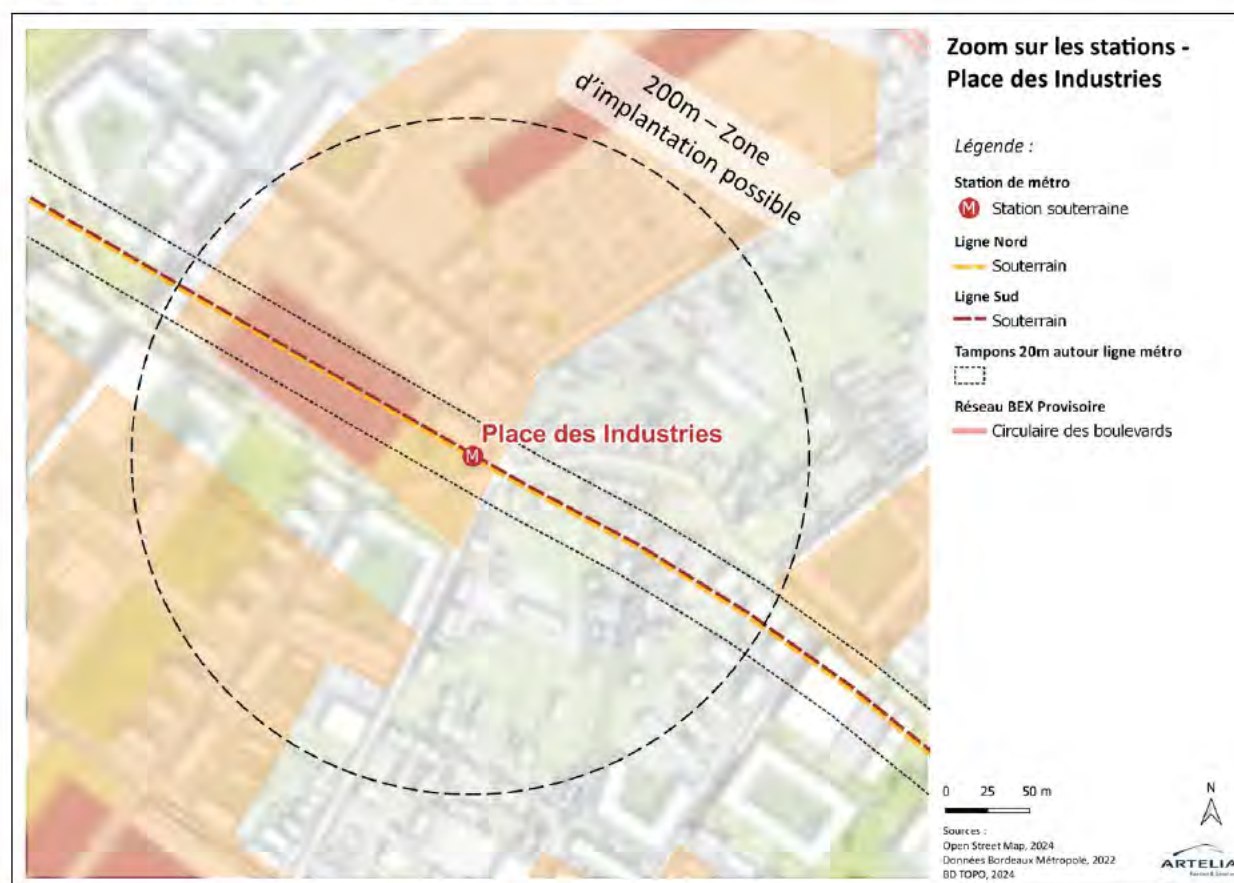 Zoom sur les stations -
Place des Industries
200m – Zone
d'implantation possible
Place des Industries
M
Légende :
Station de métro
M Station souterraine
Ligne Nord
Souterrain
Ligne Sud
Souterrain
Tampons 20m autour ligne métro
Réseau BEX Provisoire
Circulaire des boulevards
0 25 50 m
N
Sources :
Open Street Map, 2024
Données Bordeaux Métropole, 2022
BD TOPO, 2024
ARTELIA